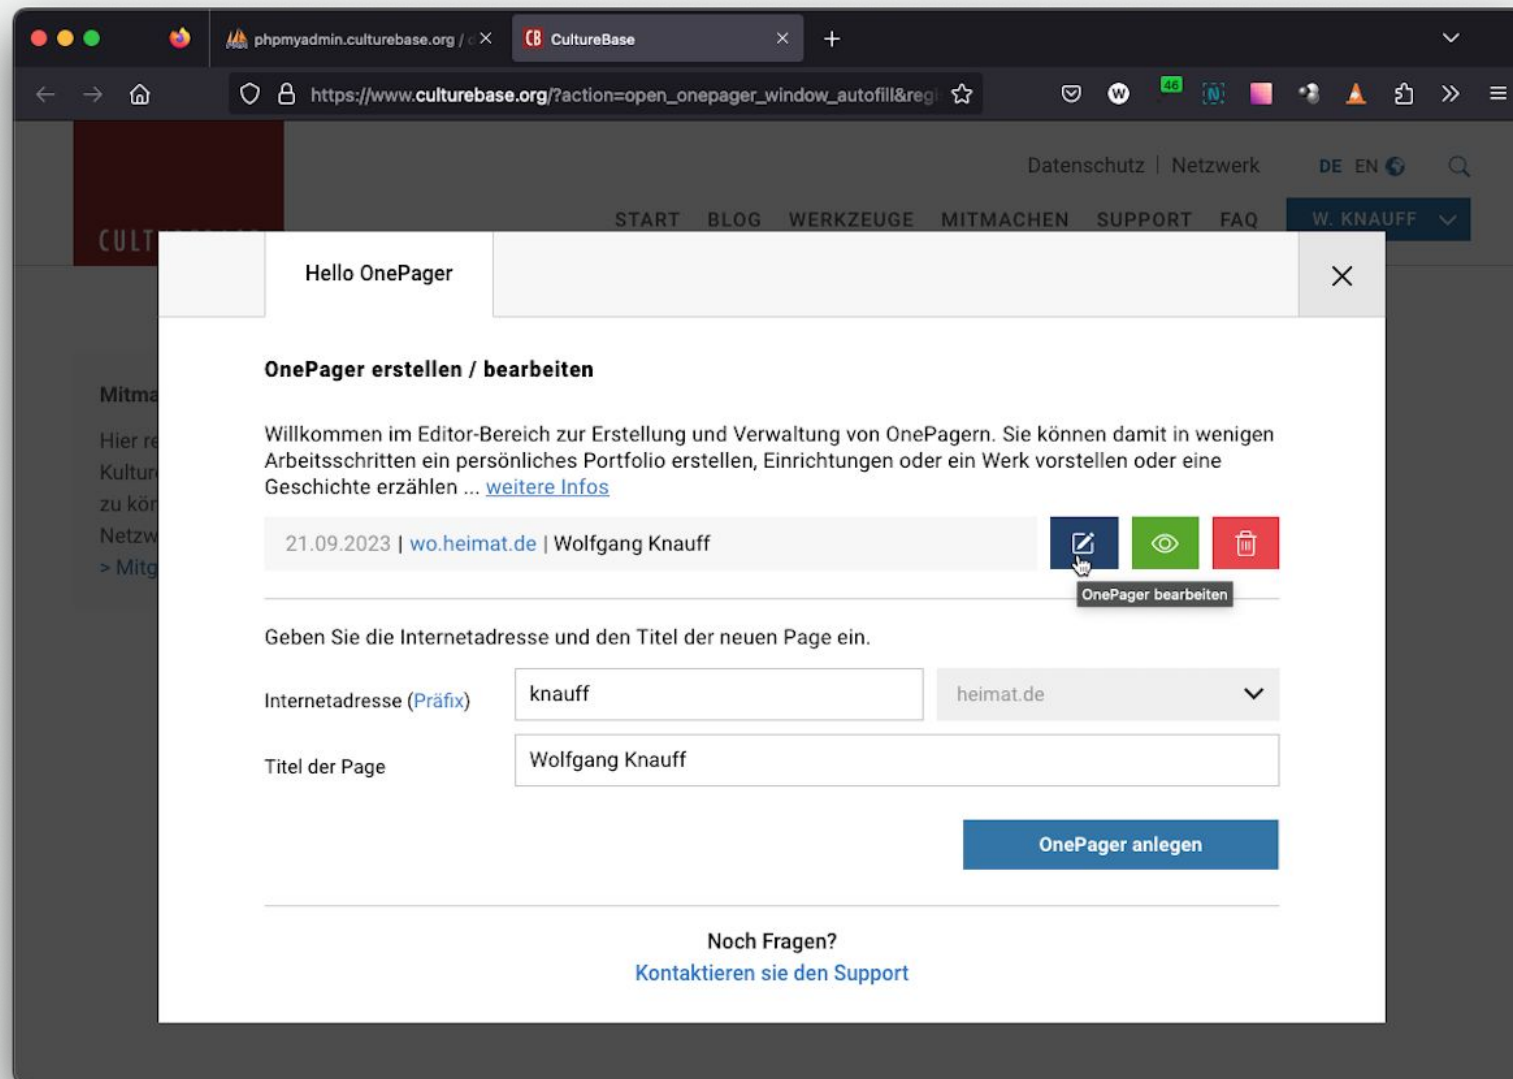 phpmyadmin.culturebase.org /
CultureBase
https://www.culturebase.org/?action=open_onepager_window_autofill&reg
W
46
N
Datenschutz | Netzwerk
DE EN
START BLOG WERKZEUGE MITMACHEN SUPPORT FAQ
W. KNAUFF
Hello OnePager
OnePager erstellen / bearbeiten
Willkommen im Editor-Bereich zur Erstellung und Verwaltung von OnePagern. Sie können damit in wenigen
Arbeitsschritten ein persönliches Portfolio erstellen, Einrichtungen oder ein Werk vorstellen oder eine
Geschichte erzählen ... weitere Infos
21.09.2023 | wo.heimat.de | Wolfgang Knauff
OnePager bearbeiten
Geben Sie die Internetadresse und den Titel der neuen Page ein.
Internetadresse (Präfix)
knauff
heimat.de
Titel der Page
Wolfgang Knauff
OnePager anlegen
Noch Fragen?
Kontaktieren sie den Support